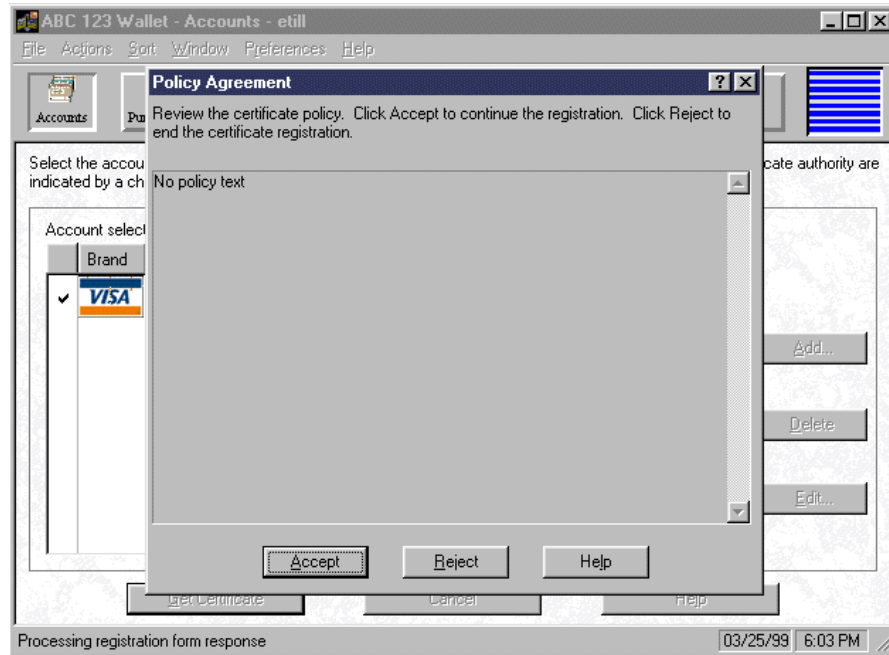 ABC 123 Wallet - Accounts - etill
File Actions Sort Window Preferences Help
Accounts
Pu
Policy Agreement
Review the certificate policy. Click Accept to continue the registration. Click Reject to
end the certificate registration.
Select the accou
cate authority are
indicated by a ch
No policy text
Account select
Brand
VISA
Add...
Delete
Edit...
Accept Reject Help
Get Certificate Cancel Help
Processing registration form response 03/25/99 6:03 PM